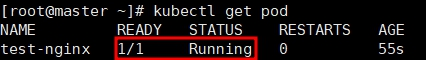 [root@master ~]# kubectl get pod
NAME READY STATUS RESTARTS AGE
test-nginx 1/1 Running 0 55s